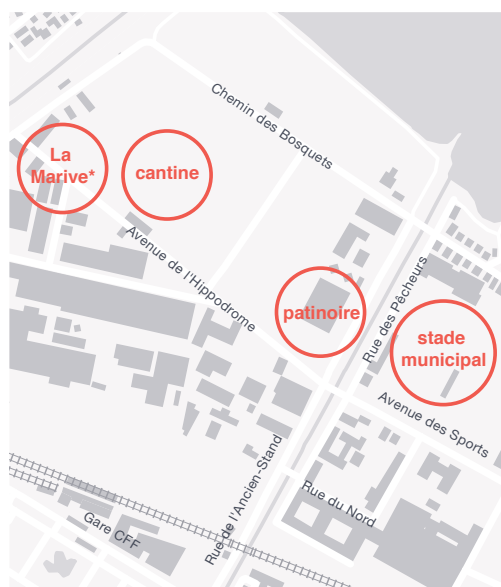 Chemin des Bosquets
La
Marive*
cantine
Avenue de l'Hippodrome
patinoire
Rue des Pêcheurs
stade
municipal
Avenue des Sports
Rue de l'Ancien-Stand
Rue du Nord
Gare CFF